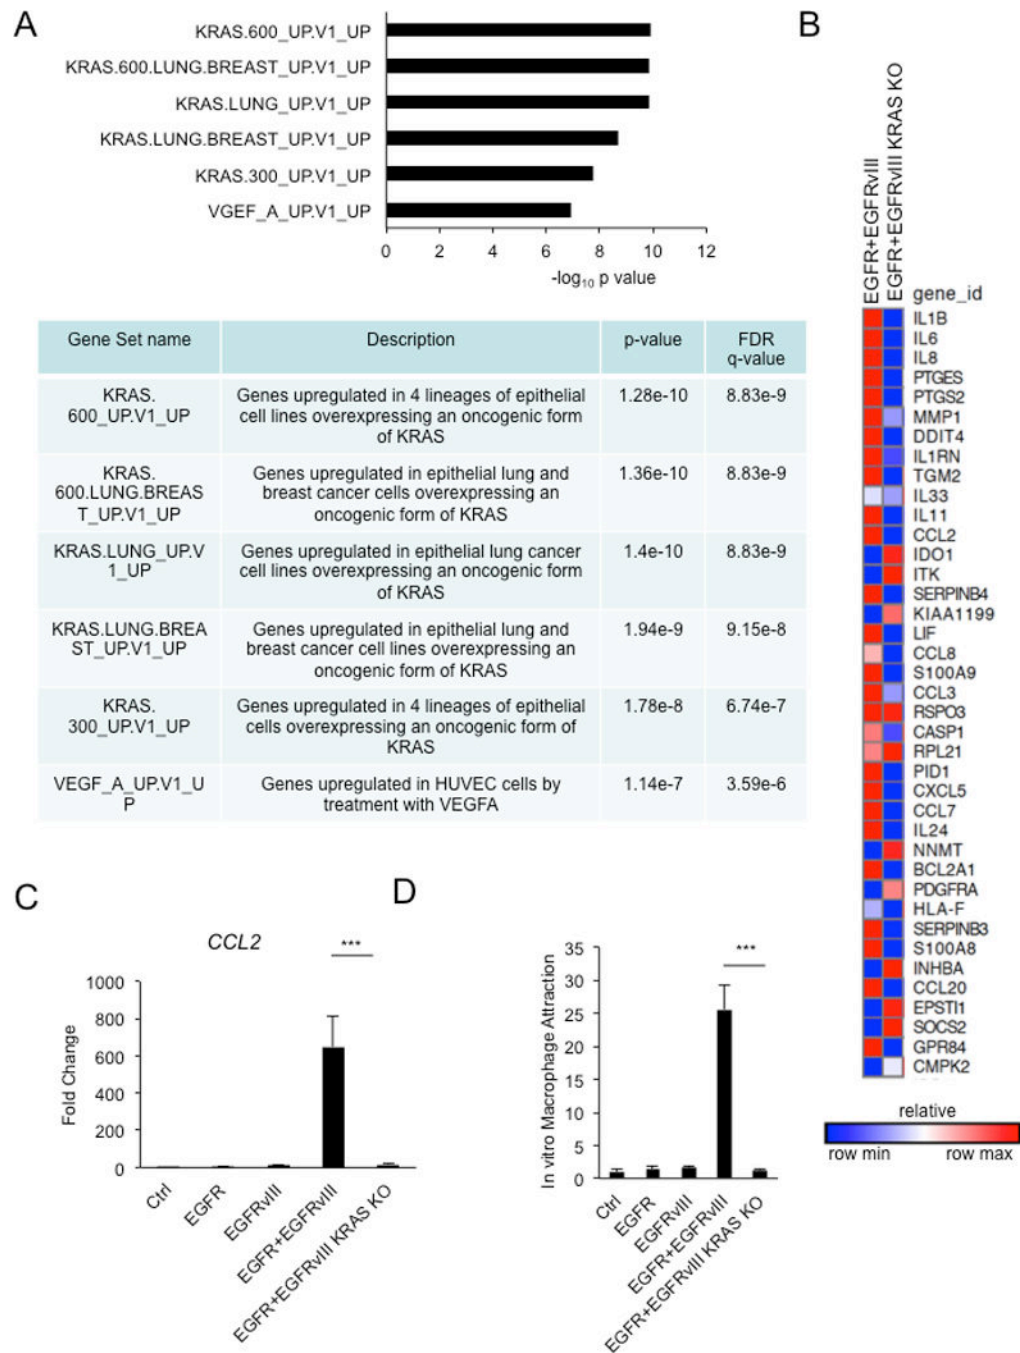 A
KRAS.600_UP.V1_UP
KRAS.600.LUNG.BREAST_UP.V1_UP
KRAS.LUNG_UP.V1_UP
KRAS.LUNG.BREAST_UP.V1_UP
KRAS.300_UP.V1_UP
VGEF_A_UP.V1_UP
0 2 4 6 8 10 12
-log10 p value
Gene Set name Description p-value FDR
q-value
KRAS.
600_UP.V1_UP
Genes upregulated in 4 lineages of epithelial
cell lines overexpressing an oncogenic form
of KRAS
1.28e-10 8.83e-9
KRAS.
600.LUNG.BREAS
T_UP.V1_UP
Genes upregulated in epithelial lung and
breast cancer cells overexpressing an
oncogenic form of KRAS
1.36e-10 8.83e-9
KRAS.LUNG_UP.V
1_UP
Genes upregulated in epithelial lung cancer
cell lines overexpressing an oncogenic form
of KRAS
1.4e-10 8.83e-9
KRAS.LUNG.BREA
ST_UP.V1_UP
Genes upregulated in epithelial lung and
breast cancer cell lines overexpressing an
oncogenic form of KRAS
1.94e-9 9.15e-8
KRAS.
300_UP.V1_UP
Genes upregulated in 4 lineages of epithelial
cells overexpressing an oncogenic form of
KRAS
1.78e-8 6.74e-7
VEGF_A_UP.V1_U
P
Genes upregulated in HUVEC cells by
treatment with VEGFA
1.14e-7 3.59e-6
B
EGFR+EGFRvIII
EGFR+EGFRvIII KRAS KO
gene_id
IL1B
IL6
IL8
PTGES
PTGS2
MMP1
DDIT4
IL1RN
TGM2
IL33
IL11
CCL2
IDO1
ITK
SERPINB4
KIAA1199
LIF
CCL8
S100A9
CCL3
RSPO3
CASP1
RPL21
PID1
CXCL5
CCL7
IL24
NNMT
BCL2A1
PDGFRA
HLA-F
SERPINB3
S100A8
INHBA
CCL20
EPSTI1
SOCS2
GPR84
CMPK2
relative
row min row max
C
CCL2
***
Fold Change
1000
800
600
400
200
0
Ctrl
EGFR
EGFRvIII
EGFR+EGFRvIII
EGFR+EGFRvIII KRAS KO
D
***
In vitro Macrophage Attraction
35
30
25
20
15
10
5
0
Ctrl
EGFR
EGFRvIII
EGFR+EGFRvIII
EGFR+EGFRvIII KRAS KO